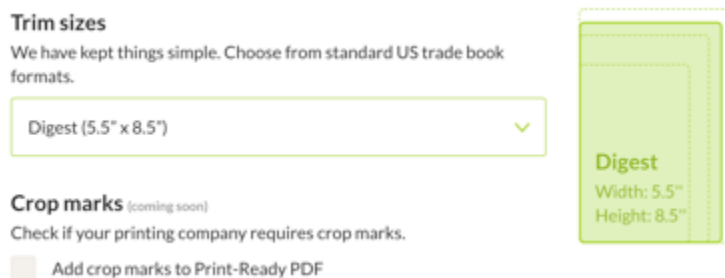 Trim sizes
We have kept things simple. Choose from standard US trade book
formats.
Digest (5.5" x 8.5")
Digest
Width: 5.5"
Height: 8.5"
Crop marks (coming soon)
Check if your printing company requires crop marks.
Add crop marks to Print-Ready PDF